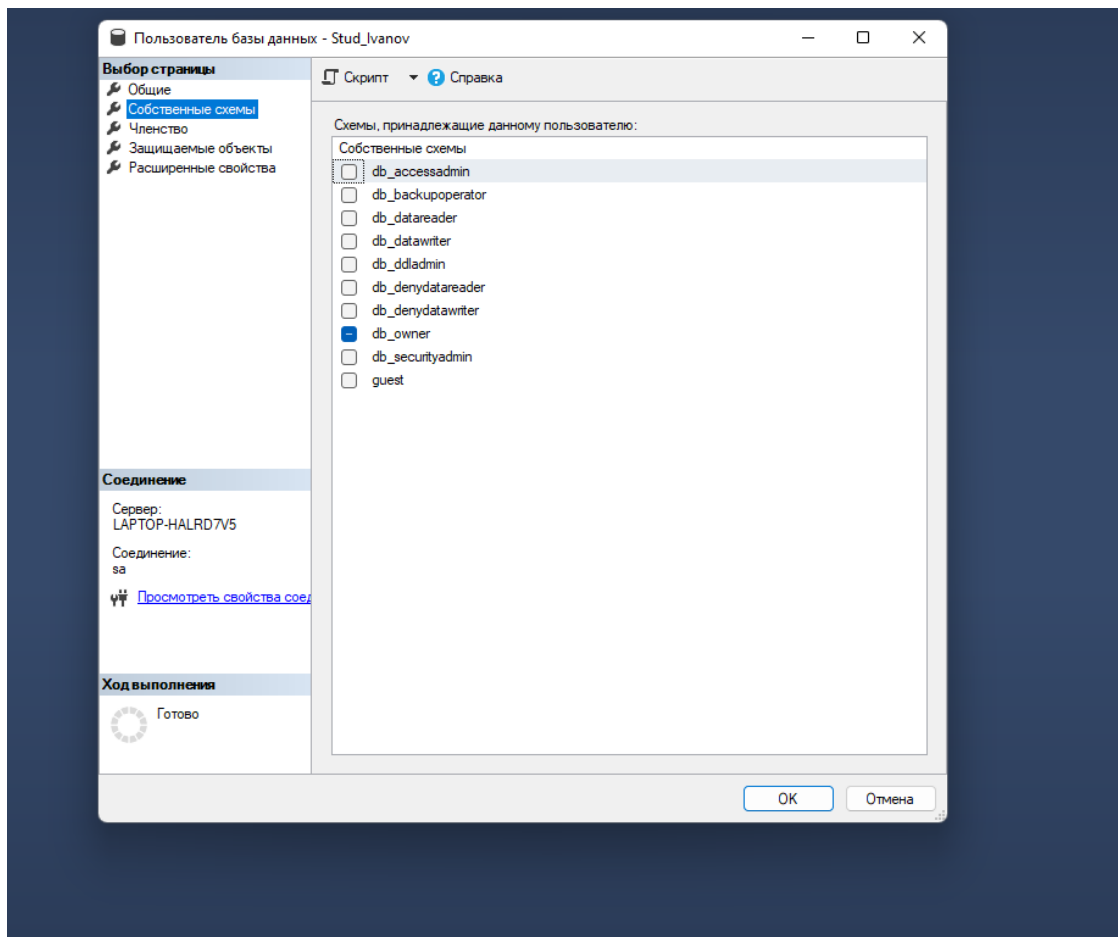 Пользователь базы данных - Stud_Ivanov
Выбор страницы
Общие
Собственные схемы
Членство
Защищаемые объекты
Расширенные свойства
Скрипт
Справка
Схемы, принадлежащие данному пользователю:
Собственные схемы
db_accessadmin
db_backupoperator
db_datareader
db_datawriter
db_ddladmin
db_denydatareader
db_denydatawriter
db_owner
db_securityadmin
guest
Соединение
Сервер:
LAPTOP-HALRD7V5
Соединение:
sa
Просмотреть свойства соед
Ход выполнения
Готово
OK
Отмена